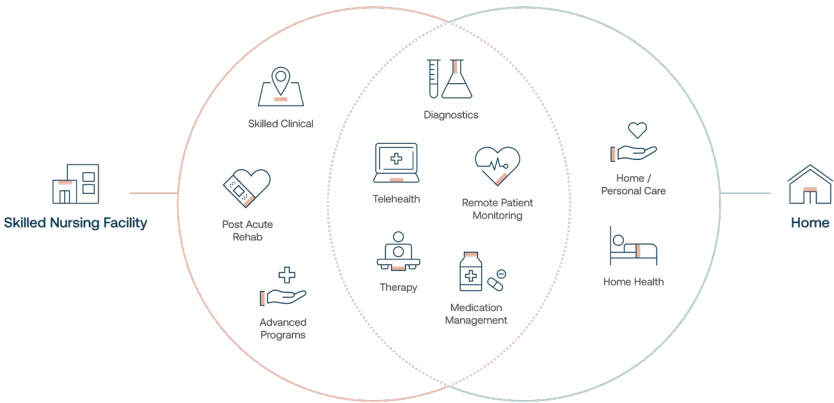 Skilled Nursing Facility
Skilled Clinical
Post Acute
Rehab
Advanced
Programs
Diagnostics
Telehealth
Remote Patient
Monitoring
Therapy
Medication
Management
Home /
Personal Care
Home Health
Home